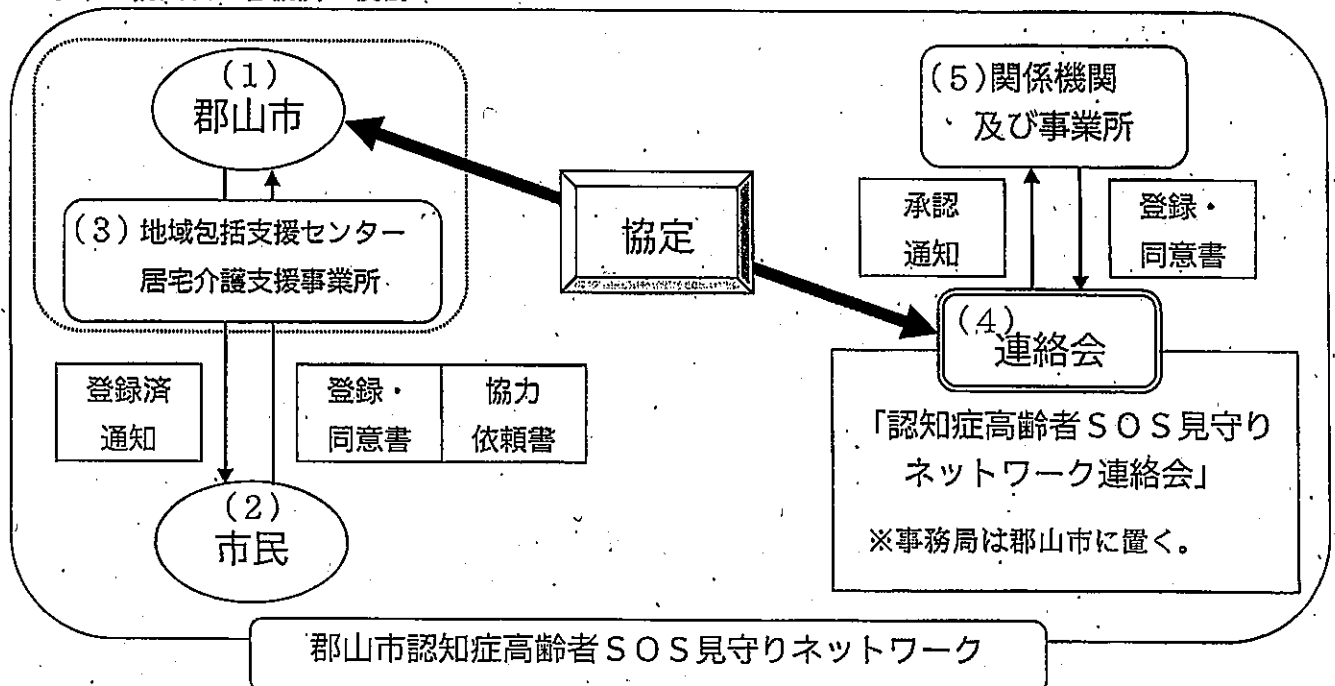 (1)
郡山市
(3)地域包括支援センター
居宅介護支援事業所
登録済
通知
登録・
同意書
協力
依頼書
(2)
市民
協定
(5)関係機関
及び事業所
承認
通知
登録・
同意書
(4)
連絡会
「認知症高齢者SOS見守り
ネットワーク連絡会」
※事務局は郡山市に置く。
郡山市認知症高齢者SOS見守りネットワーク